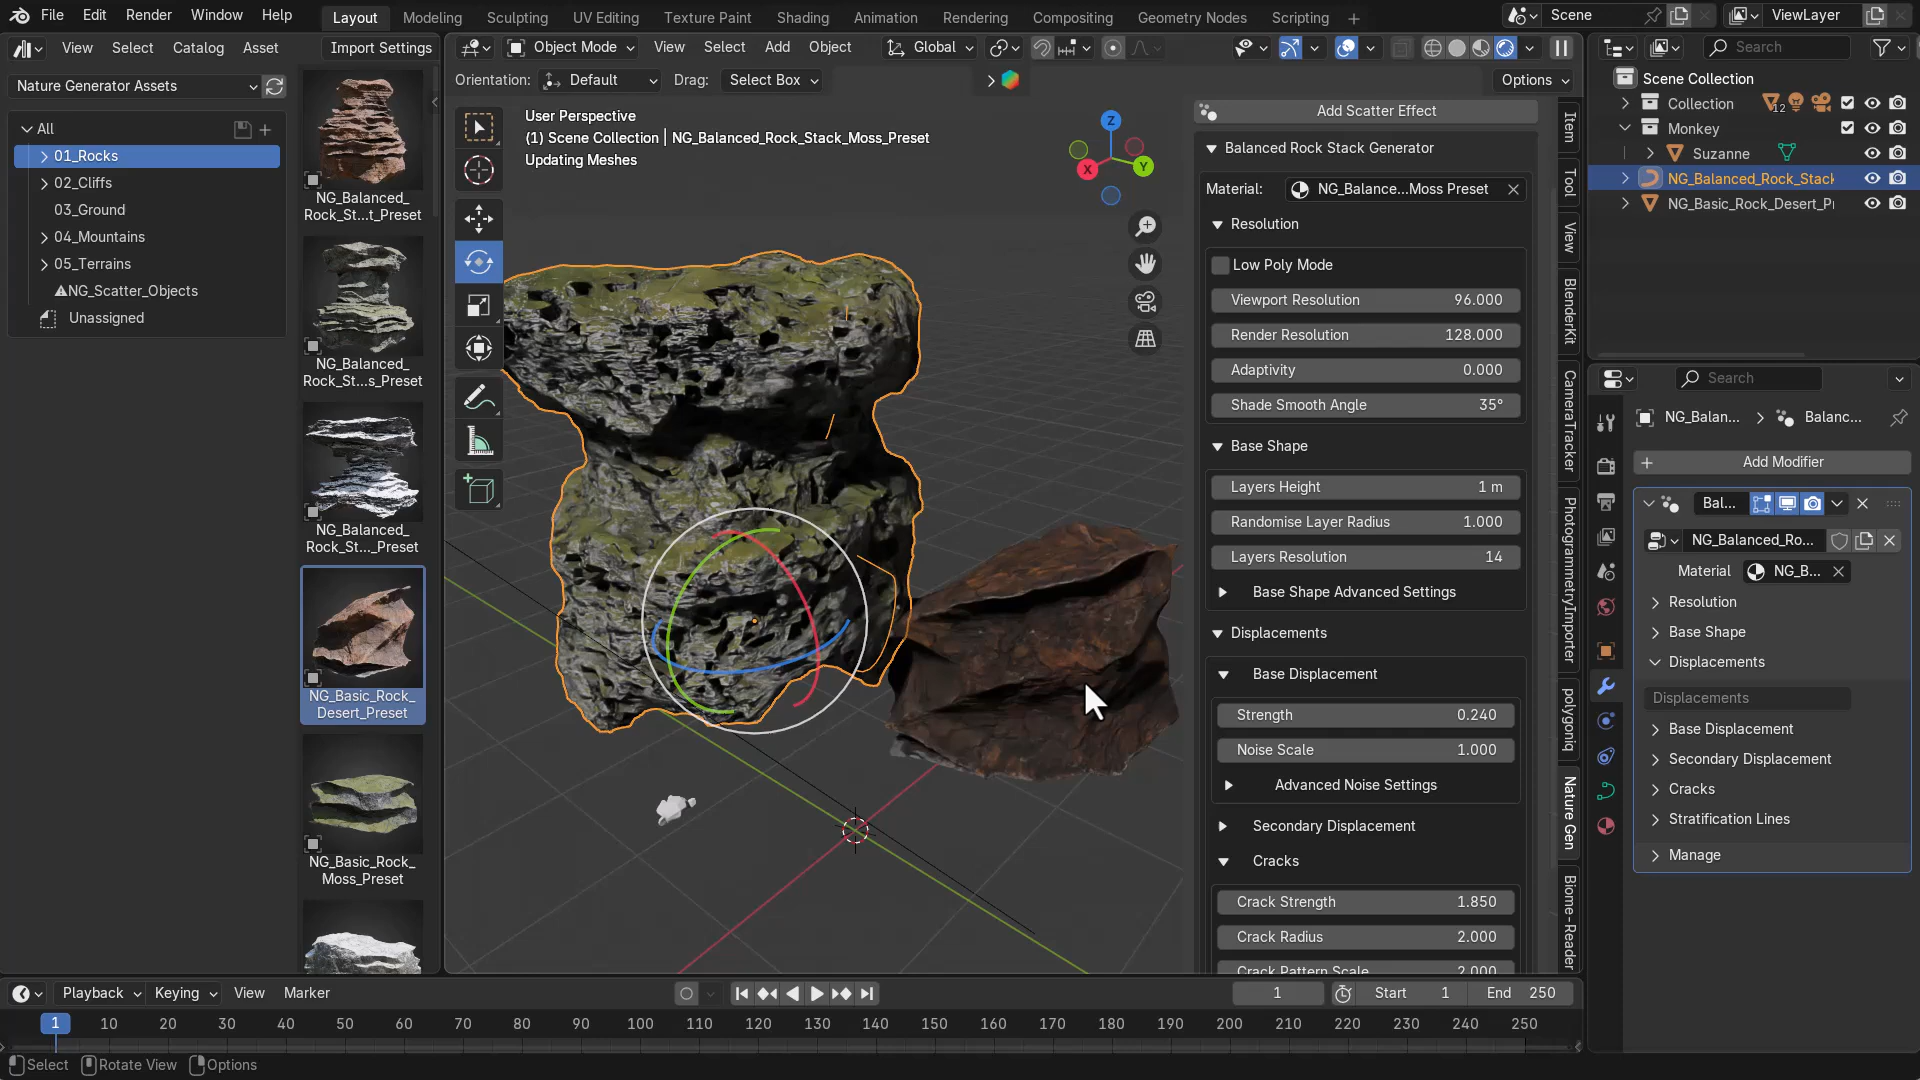 File Edit Render Window Help Layout Modeling Sculpting UV Editing Texture Paint Shading Animation Rendering Compositing Geometry Nodes Scripting Scene ViewLayer
View Select Catalog Asset Import Settings
Nature Generator Assets
All
01_Rocks
02_Cliffs
03_Ground
04_Mountains
05_Terrains
NG_Scatter_Objects
Unassigned
NG_Balanced_
Rock_St...t_Preset
NG_Balanced_
Rock_St...s_Preset
NG_Balanced_
Rock_St..._Preset
NG_Basic_Rock_
Desert_Preset
NG_Basic_Rock_
Moss_Preset
Object Mode View Select Add Object Global
Orientation: Default Drag: Select Box Options
User Perspective
(1) Scene Collection | NG_Balanced_Rock_Stack_Moss_Preset
Updating Meshes
Z
X
Y
Add Scatter Effect
Balanced Rock Stack Generator
Material: NG_Balance...Moss Preset
Resolution
Low Poly Mode
Viewport Resolution 96.000
Render Resolution 128.000
Adaptivity 0.000
Shade Smooth Angle 35°
Base Shape
Layers Height 1 m
Randomise Layer Radius 1.000
Layers Resolution 14
Base Shape Advanced Settings
Displacements
Base Displacement
Strength 0.240
Noise Scale 1.000
Advanced Noise Settings
Secondary Displacement
Cracks
Crack Strength 1.850
Crack Radius 2.000
Crack Pattern Scale 2.000
Item
Tool
View
BlenderKit
CameraTracker
PhotogrammetryImporter
polygoniq
Nature Gen
Biome-Reader
Search
Scene Collection
Collection 12
Monkey
Suzanne
NG_Balanced_Rock_Stack
NG_Basic_Rock_Desert_P
Search
NG_Balan... Balanc...
Add Modifier
Bal...
NG_Balanced_Ro...
Material NG_B...
Resolution
Base Shape
Displacements
Displacements
Base Displacement
Secondary Displacement
Cracks
Stratification Lines
Manage
Playback Keying View Marker 1 Start 1 End 250
1 10 20 30 40 50 60 70 80 90 100 110 120 130 140 150 160 170 180 190 200 210 220 230 240 250
Select Rotate View Options